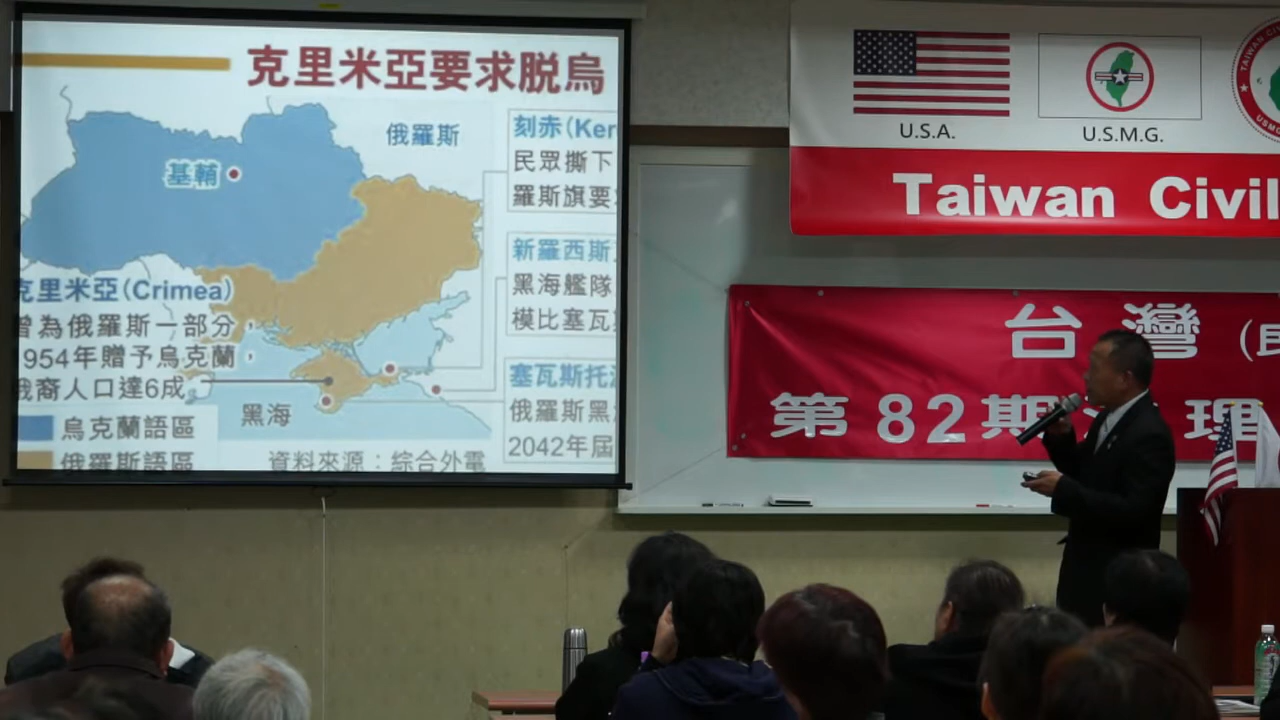 克里米亞要求脫烏
俄羅斯
基輔
刻赤(Ker
民眾撕下
羅斯旗要
新羅西斯
黑海艦隊
模比塞瓦
塞瓦斯托
俄羅斯黑
2042年屆
克里米亞(Crimea)
曾為俄羅斯一部分,
1954年贈予烏克蘭,
俄裔人口達6成
黑海
烏克蘭語區
俄羅斯語區
資料來源：綜合外電
U.S.A.
U.S.M.G.
TAIWAN CI
USM
Taiwan Civil
台灣(民
第82期 理